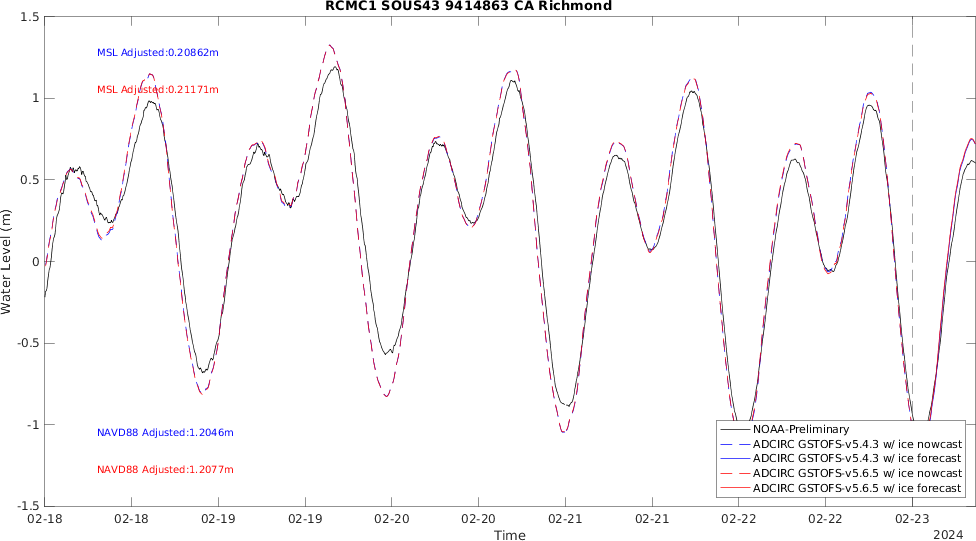 RCMC1 SOUS43 9414863 CA Richmond
1.5
MSL Adjusted:0.20862m
1
MSL Adjusted:0.21171m
0.5
Water Level (m)
0
-0.5
-1
NAVD88 Adjusted:1.2046m
NOAA-Preliminary
ADCIRC GSTOFS-v5.4.3 w/ ice nowcast
ADCIRC GSTOFS-v5.4.3 w/ ice forecast
NAVD88 Adjusted:1.2077m
ADCIRC GSTOFS-v5.6.5 w/ ice nowcast
ADCIRC GSTOFS-v5.6.5 w/ ice forecast
-1.5
02-18 02-18 02-19 02-19 02-20 02-20 02-21 02-21 02-22 02-22 02-23
Time
2024